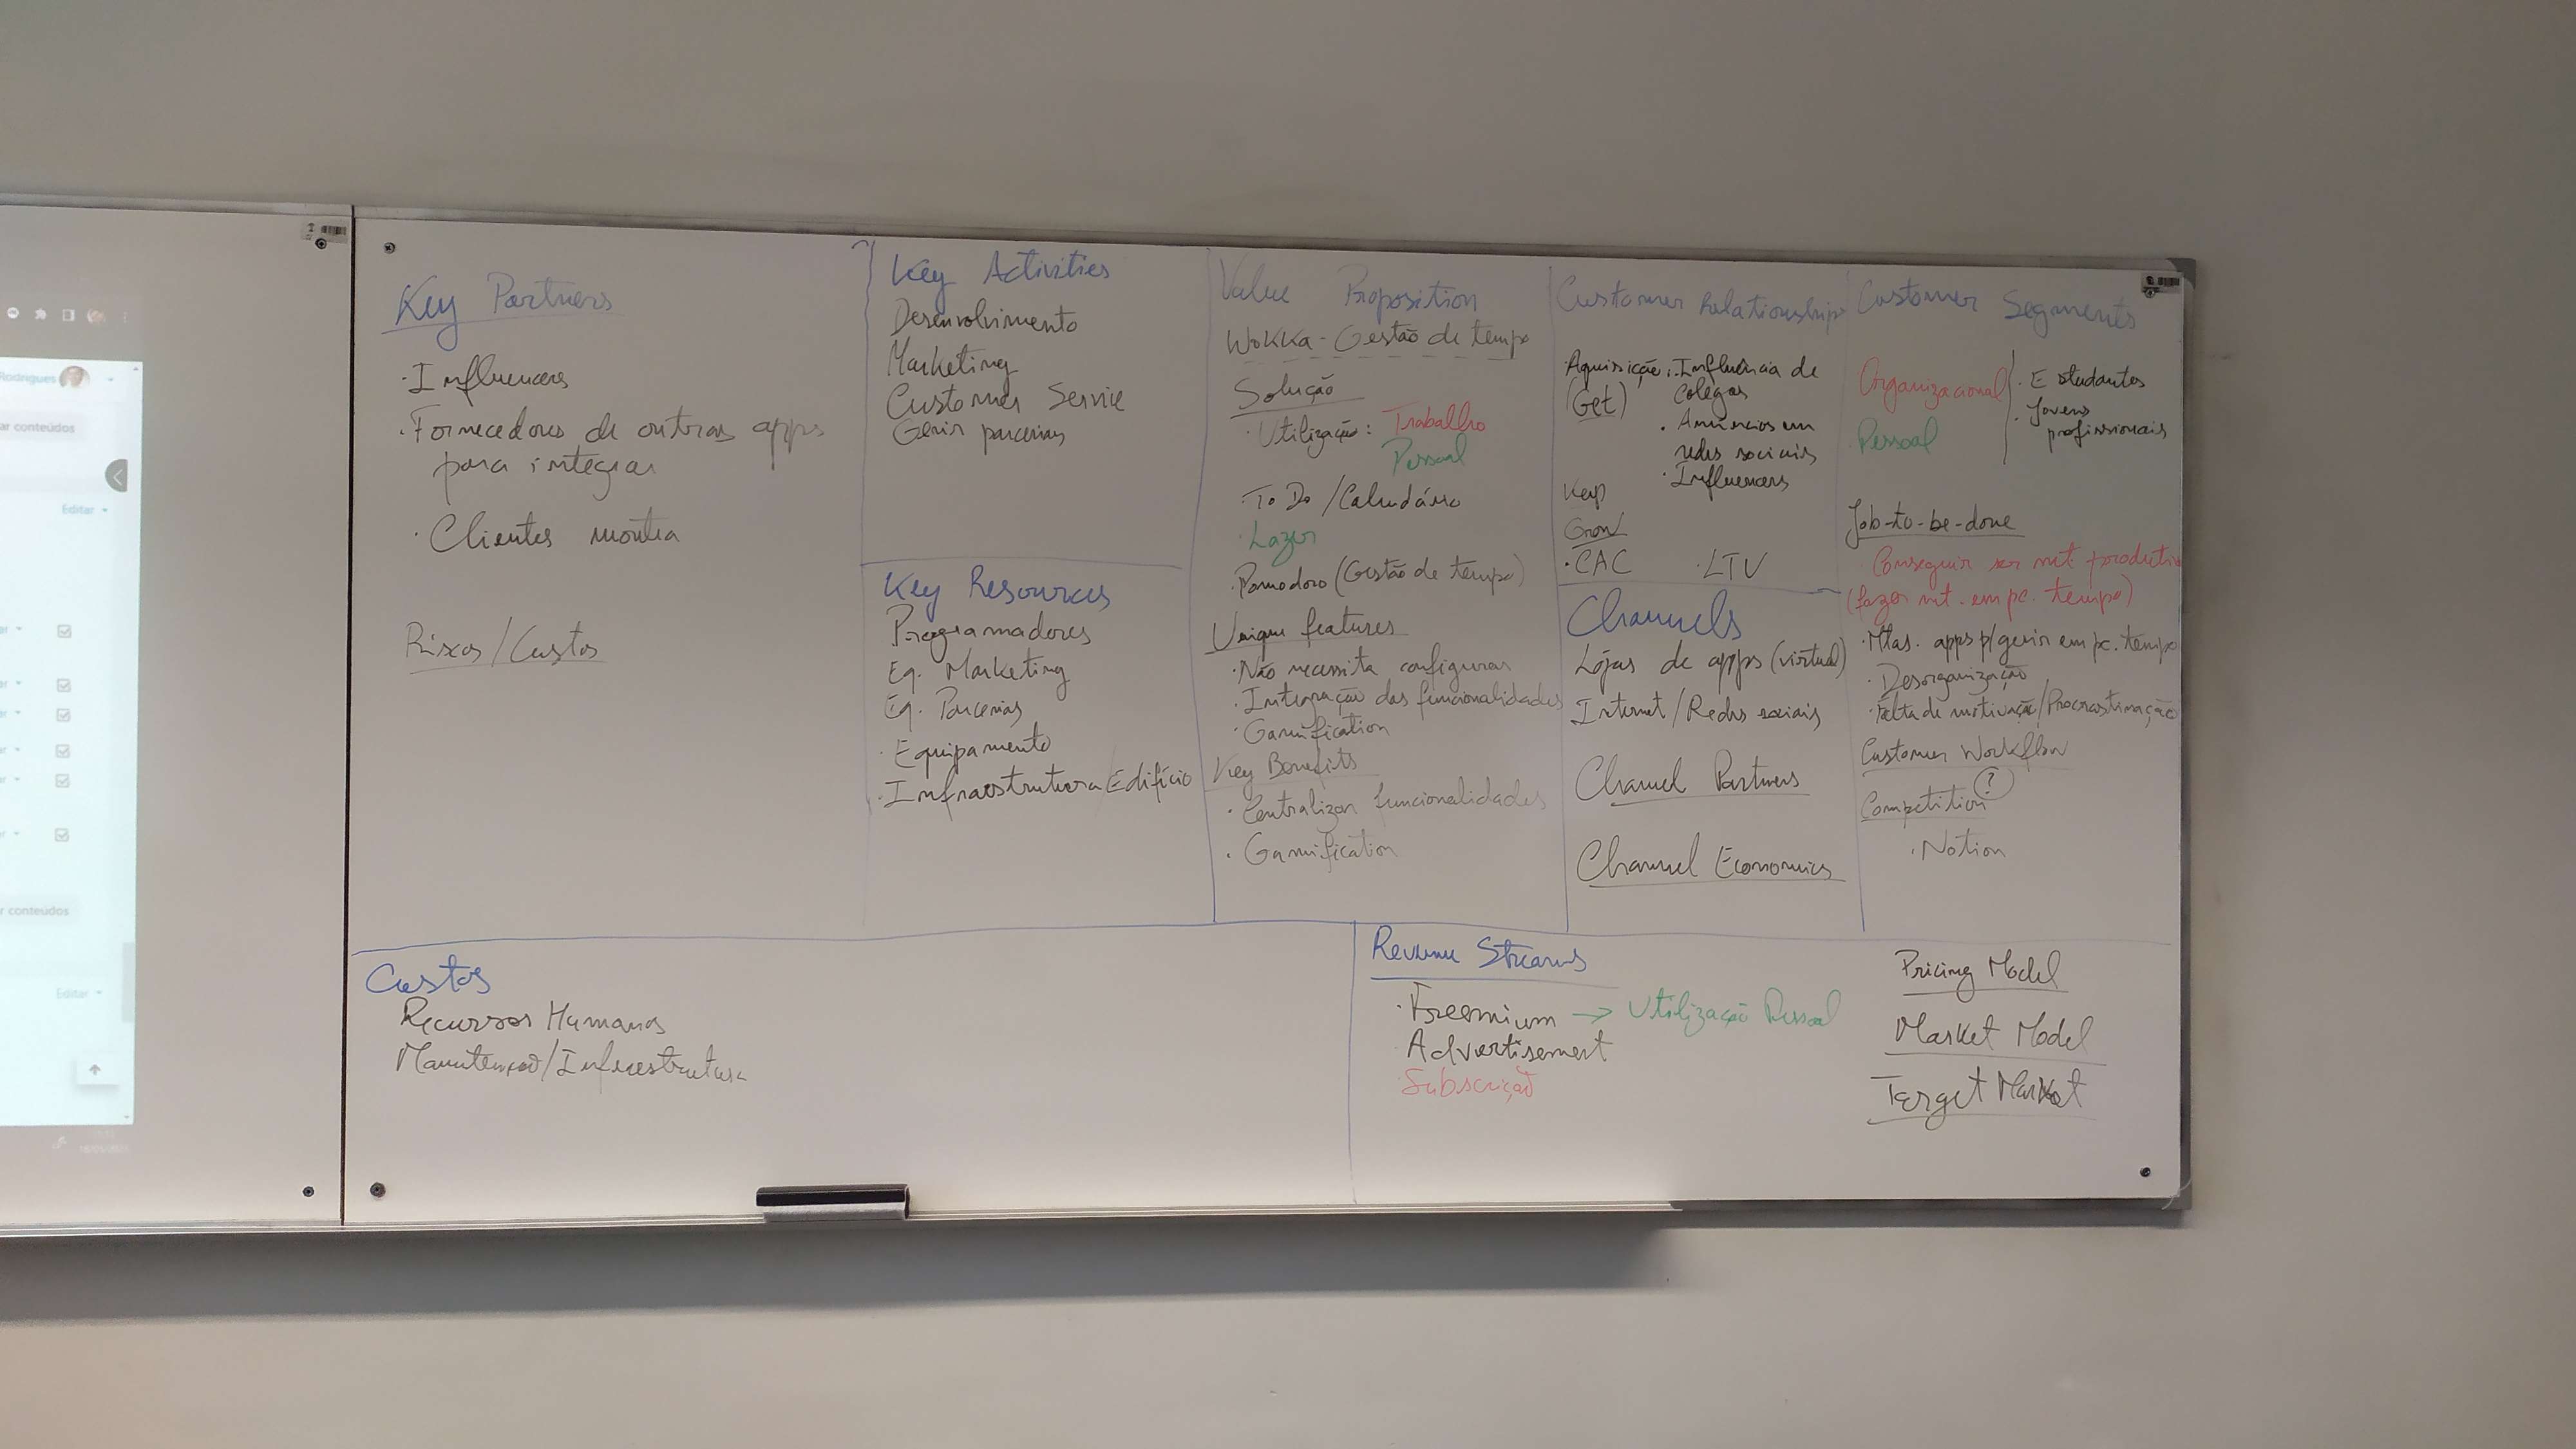 Rodrigues
ar conteúdos
Editar
r conteúdos
Editar
Key Partners
· Influencers
· Fornecedores de outras apps
para integrar
· Clientes montra
Riscos/Custos
Key Activities
Desenvolvimento
Marketing
Customer Service
Gerir parcerias
Key Resources
Programadores
Eq. Marketing
Eq. Parcerias
· Equipamento
· Infraestrutura/Edifício
Value Proposition
WOKKA - Gestão de tempo
Solução
· Utilização: Trabalho
Pessoal
· To Do / Calendário
· Lazer
· Pomodoro (Gestão de tempo)
Unique features
· Não necessita configurar
· Integração das funcionalidades
· Gamification
Key Benefits
· Centralizar funcionalidades
· Gamification
Customer Relationships
· Aquisição: · Influência de
(Get) colegas
· Anúncios em
redes sociais
· Influencers
Keep
Grow
· CAC · LTV
Channels
Lojas de apps (virtual)
Internet / Redes sociais
Channel Partners
Channel Economics
Customer Segments
Organizacional
Pessoal
· Estudantes
· Jovens
profissionais
Job-to-be-done
· Conseguir ser mt. produtivo
(fazer mt. em pc. tempo)
· Mtas. apps p/gerir em pc. tempo
· Desorganização
· Falta de motivação/Procrastinação
Customer Workflow
(?)
Competition
· Notion
Custos
Recursos Humanos
Manutenção/Infraestrutura
Revenue Streams
· Freemium → Utilização Pessoal
· Advertisement
· Subscrição
Pricing Model
Market Model
Target Market